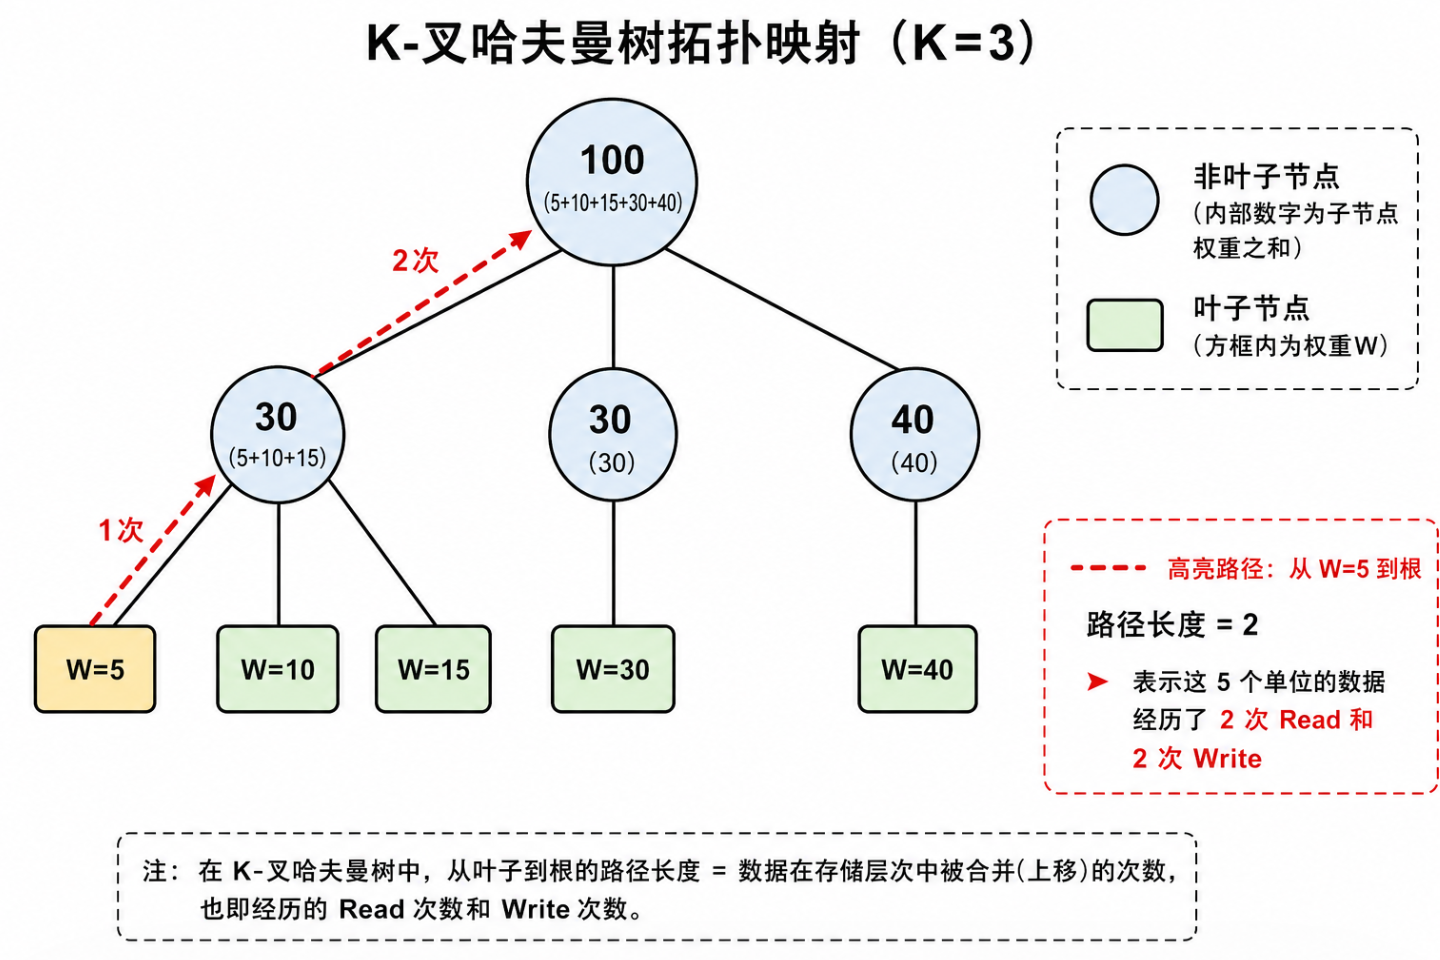 K-叉哈夫曼树拓扑映射（K=3）
100
(5+10+15+30+40)
2次
30
(5+10+15)
30
(30)
40
(40)
1次
W=5
W=10
W=15
W=30
W=40
非叶子节点
(内部数字为子节点
权重之和)
叶子节点
(方框内为权重W)
高亮路径：从 W=5 到根
路径长度 = 2
表示这 5 个单位的数据
经历了 2 次 Read 和
2 次 Write
注： 在 K-叉哈夫曼树中，从叶子到根的路径长度 = 数据在存储层次中被合并(上移)的次数，
也即经历的 Read 次数和 Write 次数。